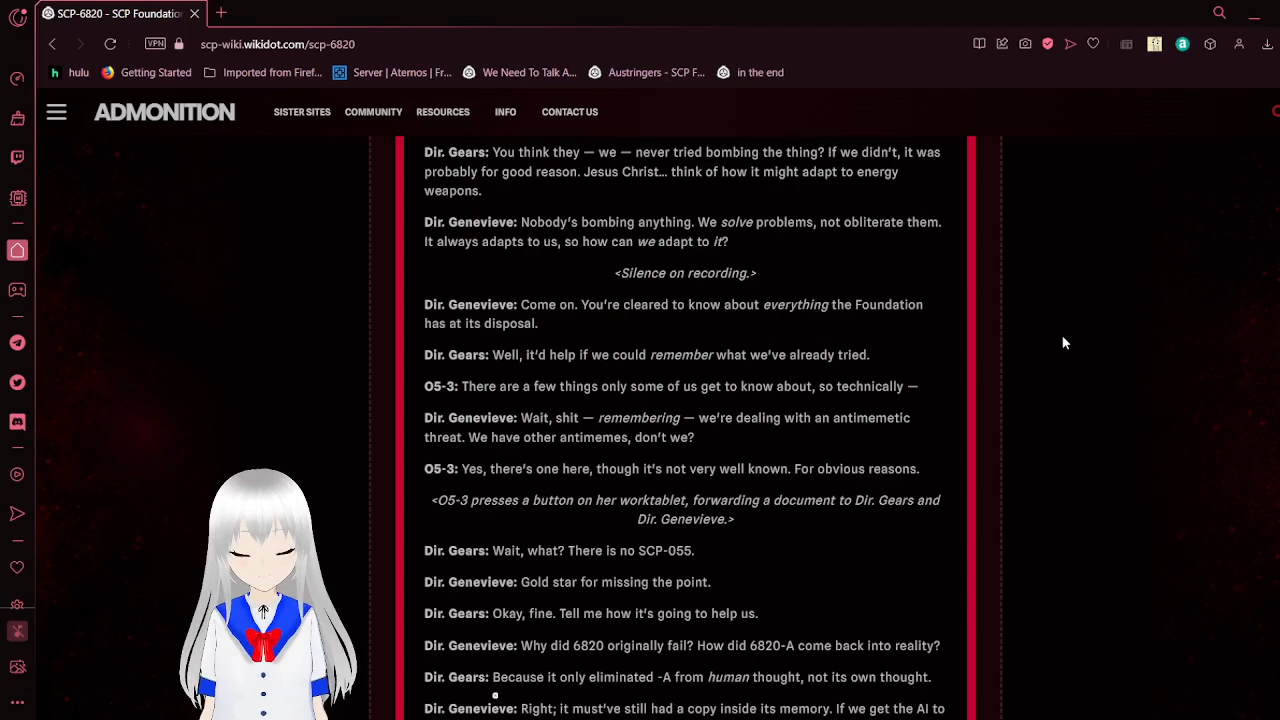 SCP-6820 - SCP Foundation
scp-wiki.wikidot.com/scp-6820
VPN
hulu
Getting Started
Imported from Firef...
Server | Aternos | Fr...
We Need To Talk A...
Austringers - SCP F...
in the end
ADMONITION
SISTER SITES
COMMUNITY
RESOURCES
INFO
CONTACT US
Dir. Gears: You think they — we — never tried bombing the thing? If we didn't, it was
probably for good reason. Jesus Christ... think of how it might adapt to energy
weapons.
Dir. Genevieve: Nobody's bombing anything. We solve problems, not obliterate them.
It always adapts to us, so how can we adapt to it?
<Silence on recording.>
Dir. Genevieve: Come on. You're cleared to know about everything the Foundation
has at its disposal.
Dir. Gears: Well, it'd help if we could remember what we've already tried.
O5-3: There are a few things only some of us get to know about, so technically —
Dir. Genevieve: Wait, shit — remembering — we're dealing with an antimemetic
threat. We have other antimemes, don't we?
O5-3: Yes, there's one here, though it's not very well known. For obvious reasons.
<O5-3 presses a button on her worktablet, forwarding a document to Dir. Gears and
Dir. Genevieve.>
Dir. Gears: Wait, what? There is no SCP-055.
Dir. Genevieve: Gold star for missing the point.
Dir. Gears: Okay, fine. Tell me how it's going to help us.
Dir. Genevieve: Why did 6820 originally fail? How did 6820-A come back into reality?
Dir. Gears: Because it only eliminated -A from human thought, not its own thought.
Dir. Genevieve: Right; it must've still had a copy inside its memory. If we get the AI to